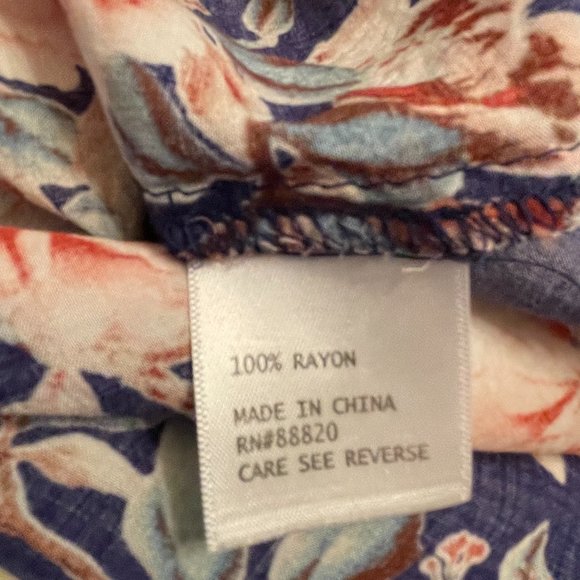 100% RAYON
MADE IN CHINA
RN#88820
CARE SEE REVERSE